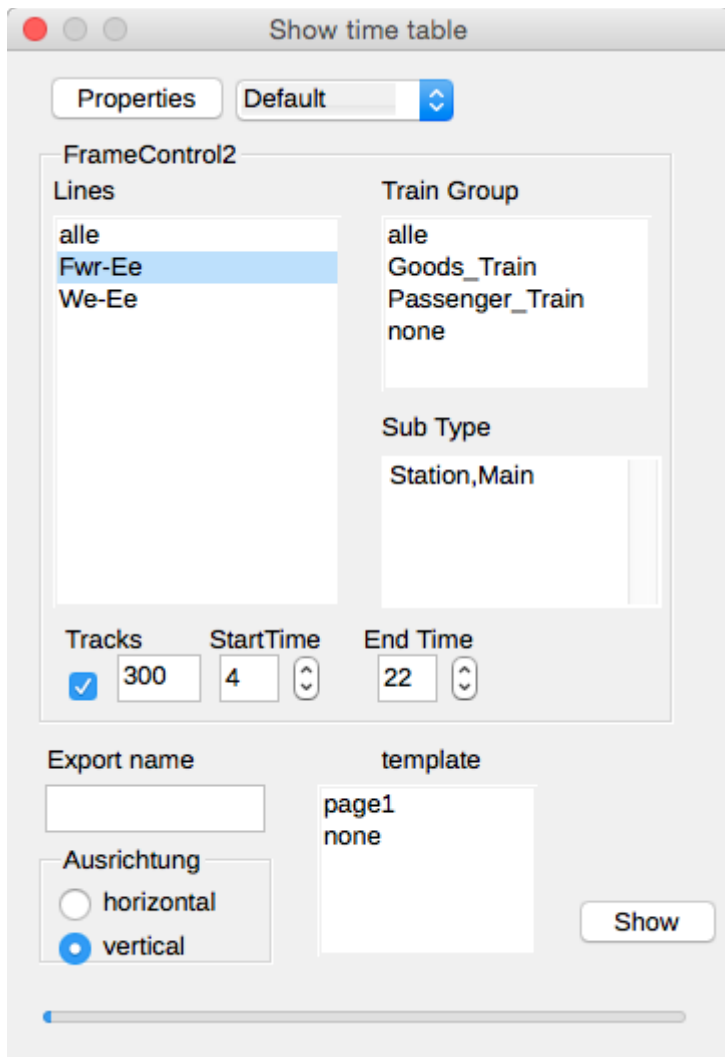 Show time table
Properties
Default
FrameControl2
Lines
Train Group
alle
Fwr-Ee
We-Ee
alle
Goods_Train
Passenger_Train
none
Sub Type
Station,Main
Tracks
StartTime
End Time
300
4
22
Export name
template
page1
none
Ausrichtung
horizontal
vertical
Show